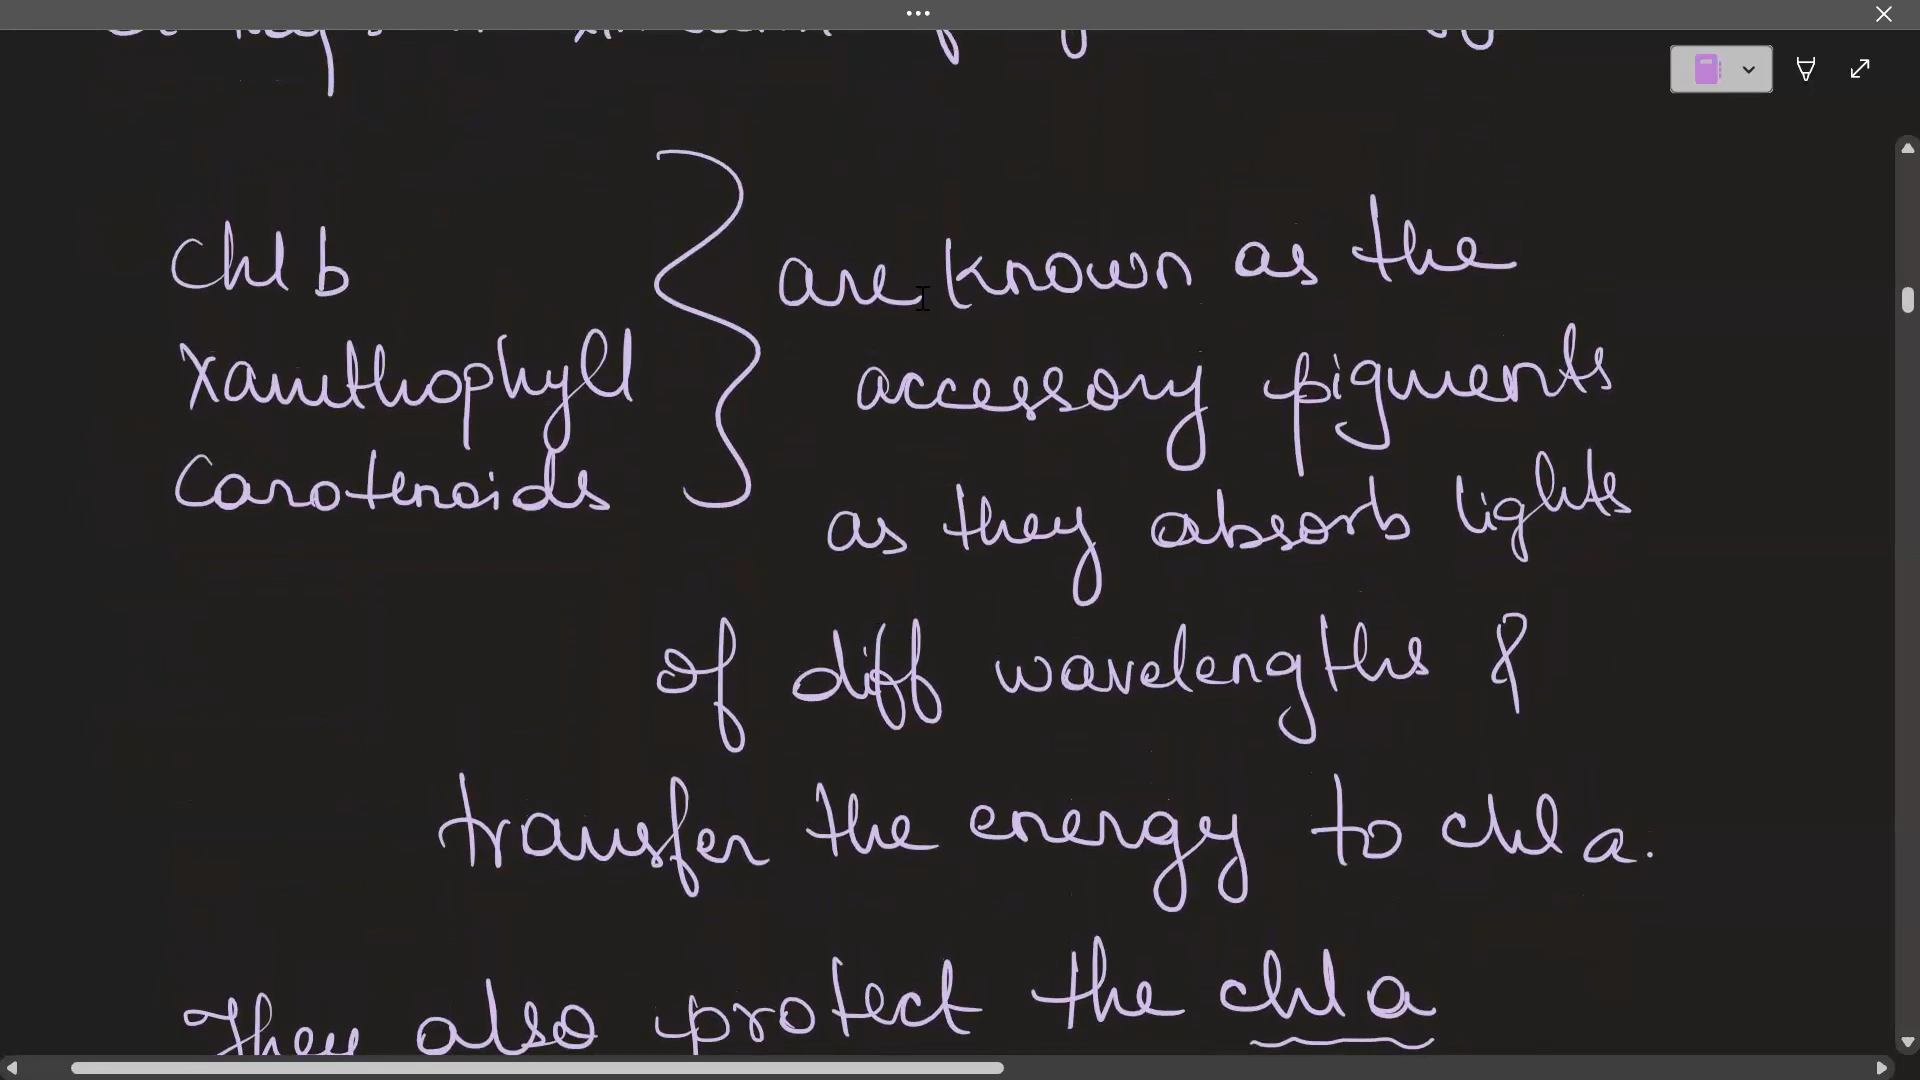 Chl b
Xanthophyll
Carotenoids
are known as the
accessory pigments
as they absorb lights
of diff wavelengths &
transfer the energy to chl a.
They also protect the chl a